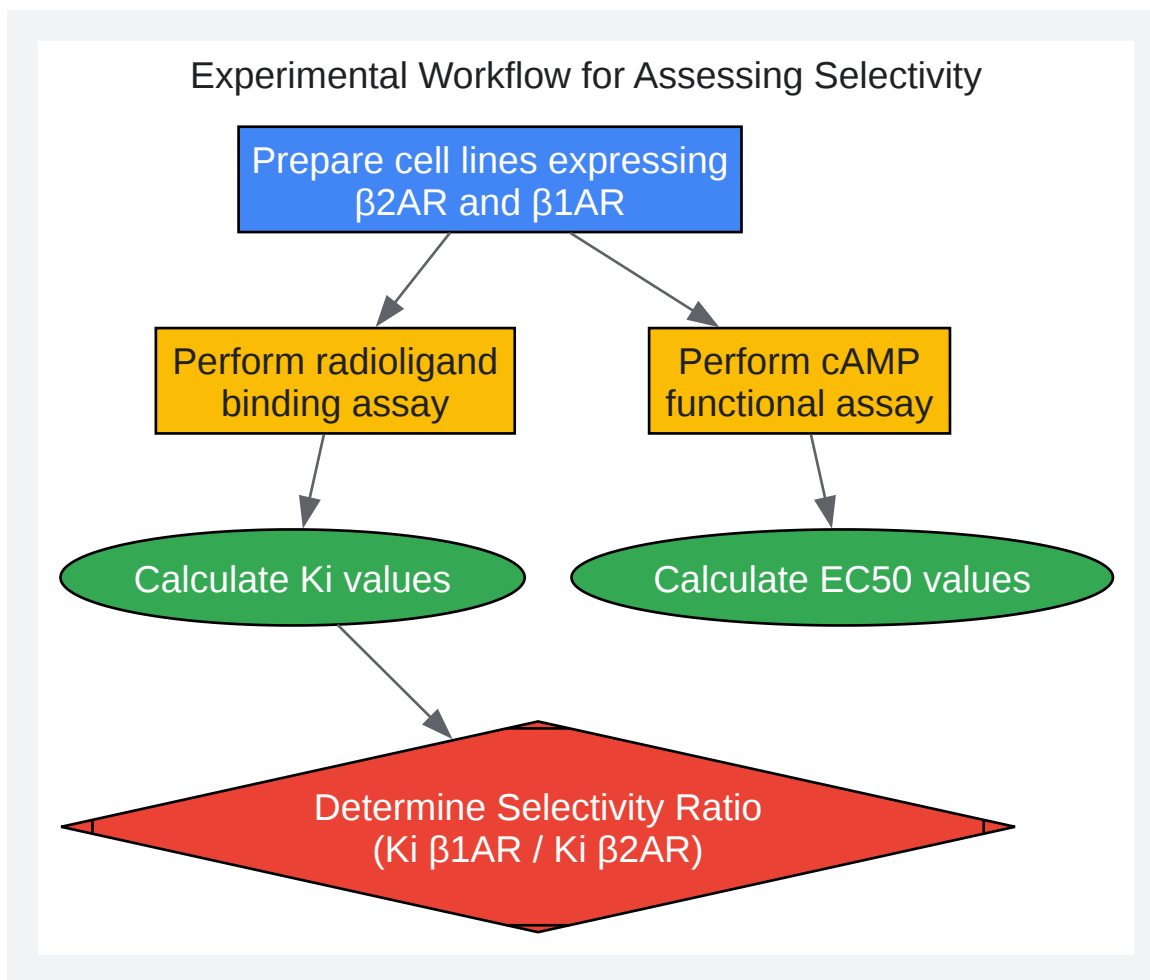 Experimental Workflow for Assessing Selectivity
Prepare cell lines expressing
β2AR and β1AR
Perform radioligand
binding assay
Perform cAMP
functional assay
Calculate Ki values
Calculate EC50 values
Determine Selectivity Ratio
(Ki β1AR / Ki β2AR)